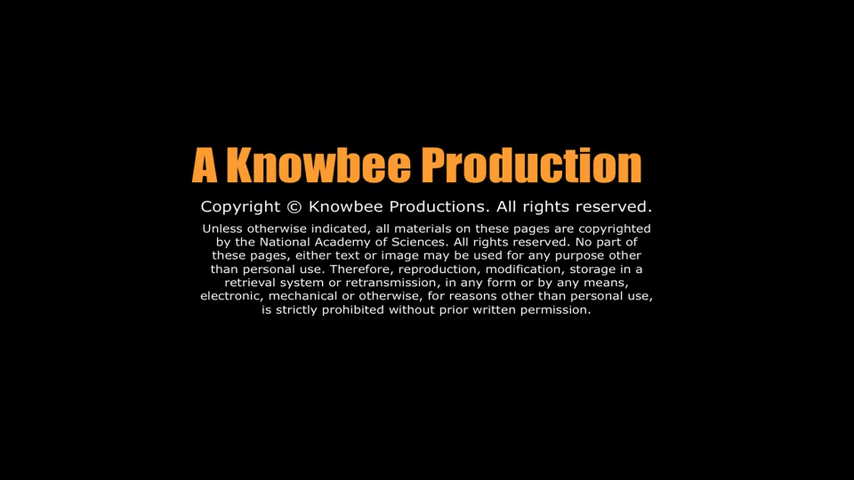 A Knowbee Production
Copyright © Knowbee Productions. All rights reserved.
Unless otherwise indicated, all materials on these pages are copyrighted
by the National Academy of Sciences. All rights reserved. No part of
these pages, either text or image may be used for any purpose other
than personal use. Therefore, reproduction, modification, storage in a
retrieval system or retransmission, in any form or by any means,
electronic, mechanical or otherwise, for reasons other than personal use,
is strictly prohibited without prior written permission.